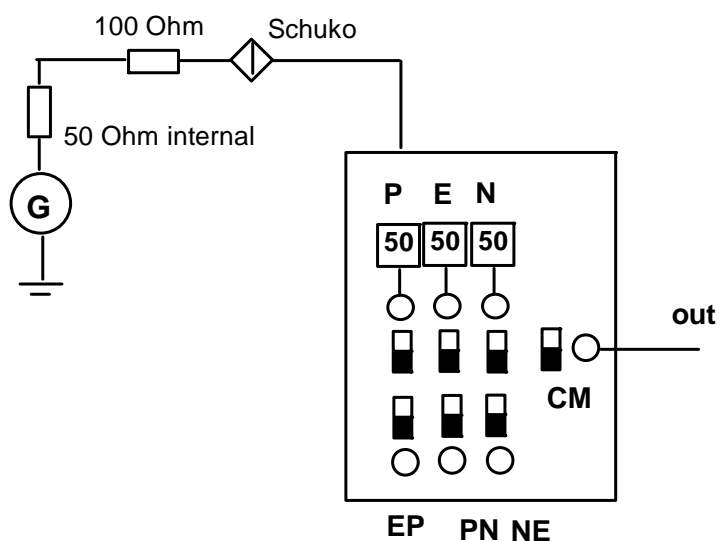 100 Ohm
Schuko
50 Ohm internal
G
P E N
50 50 50
out
CM
EP PN NE